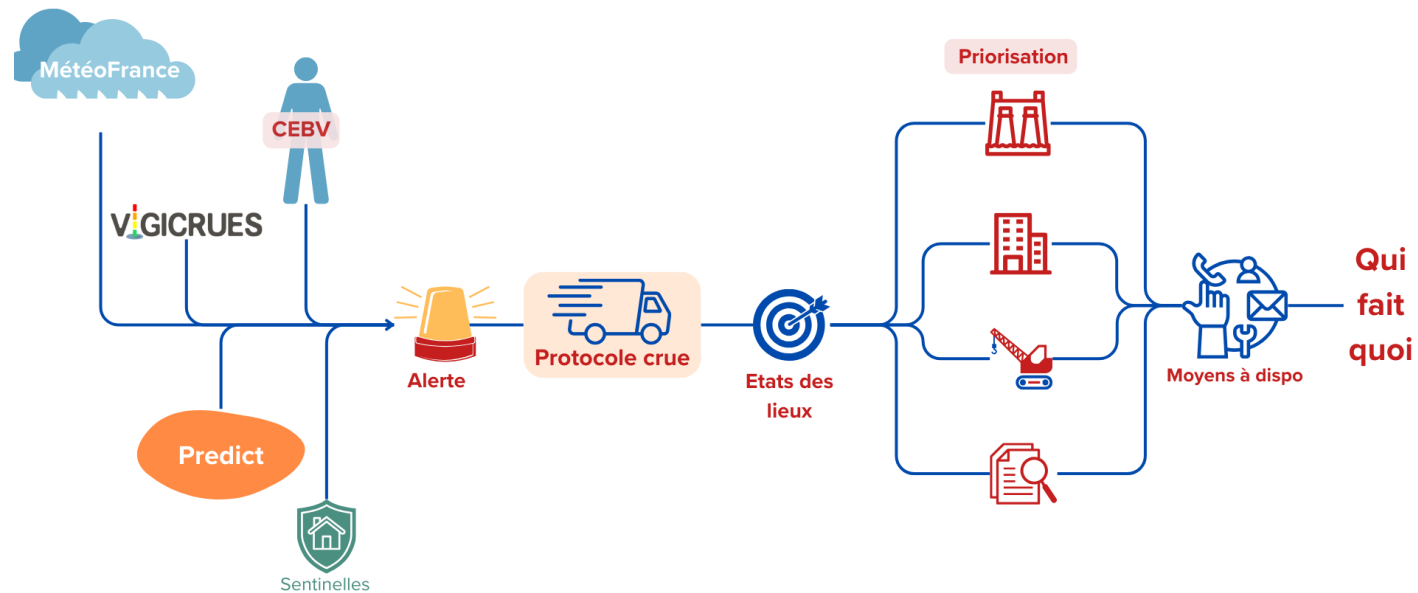 MétéoFrance
CEBV
VIGICRUES
Predict
Sentinelles
Alerte
Protocole crue
Etats des
lieux
Priorisation
Moyens à dispo
Qui
fait
quoi